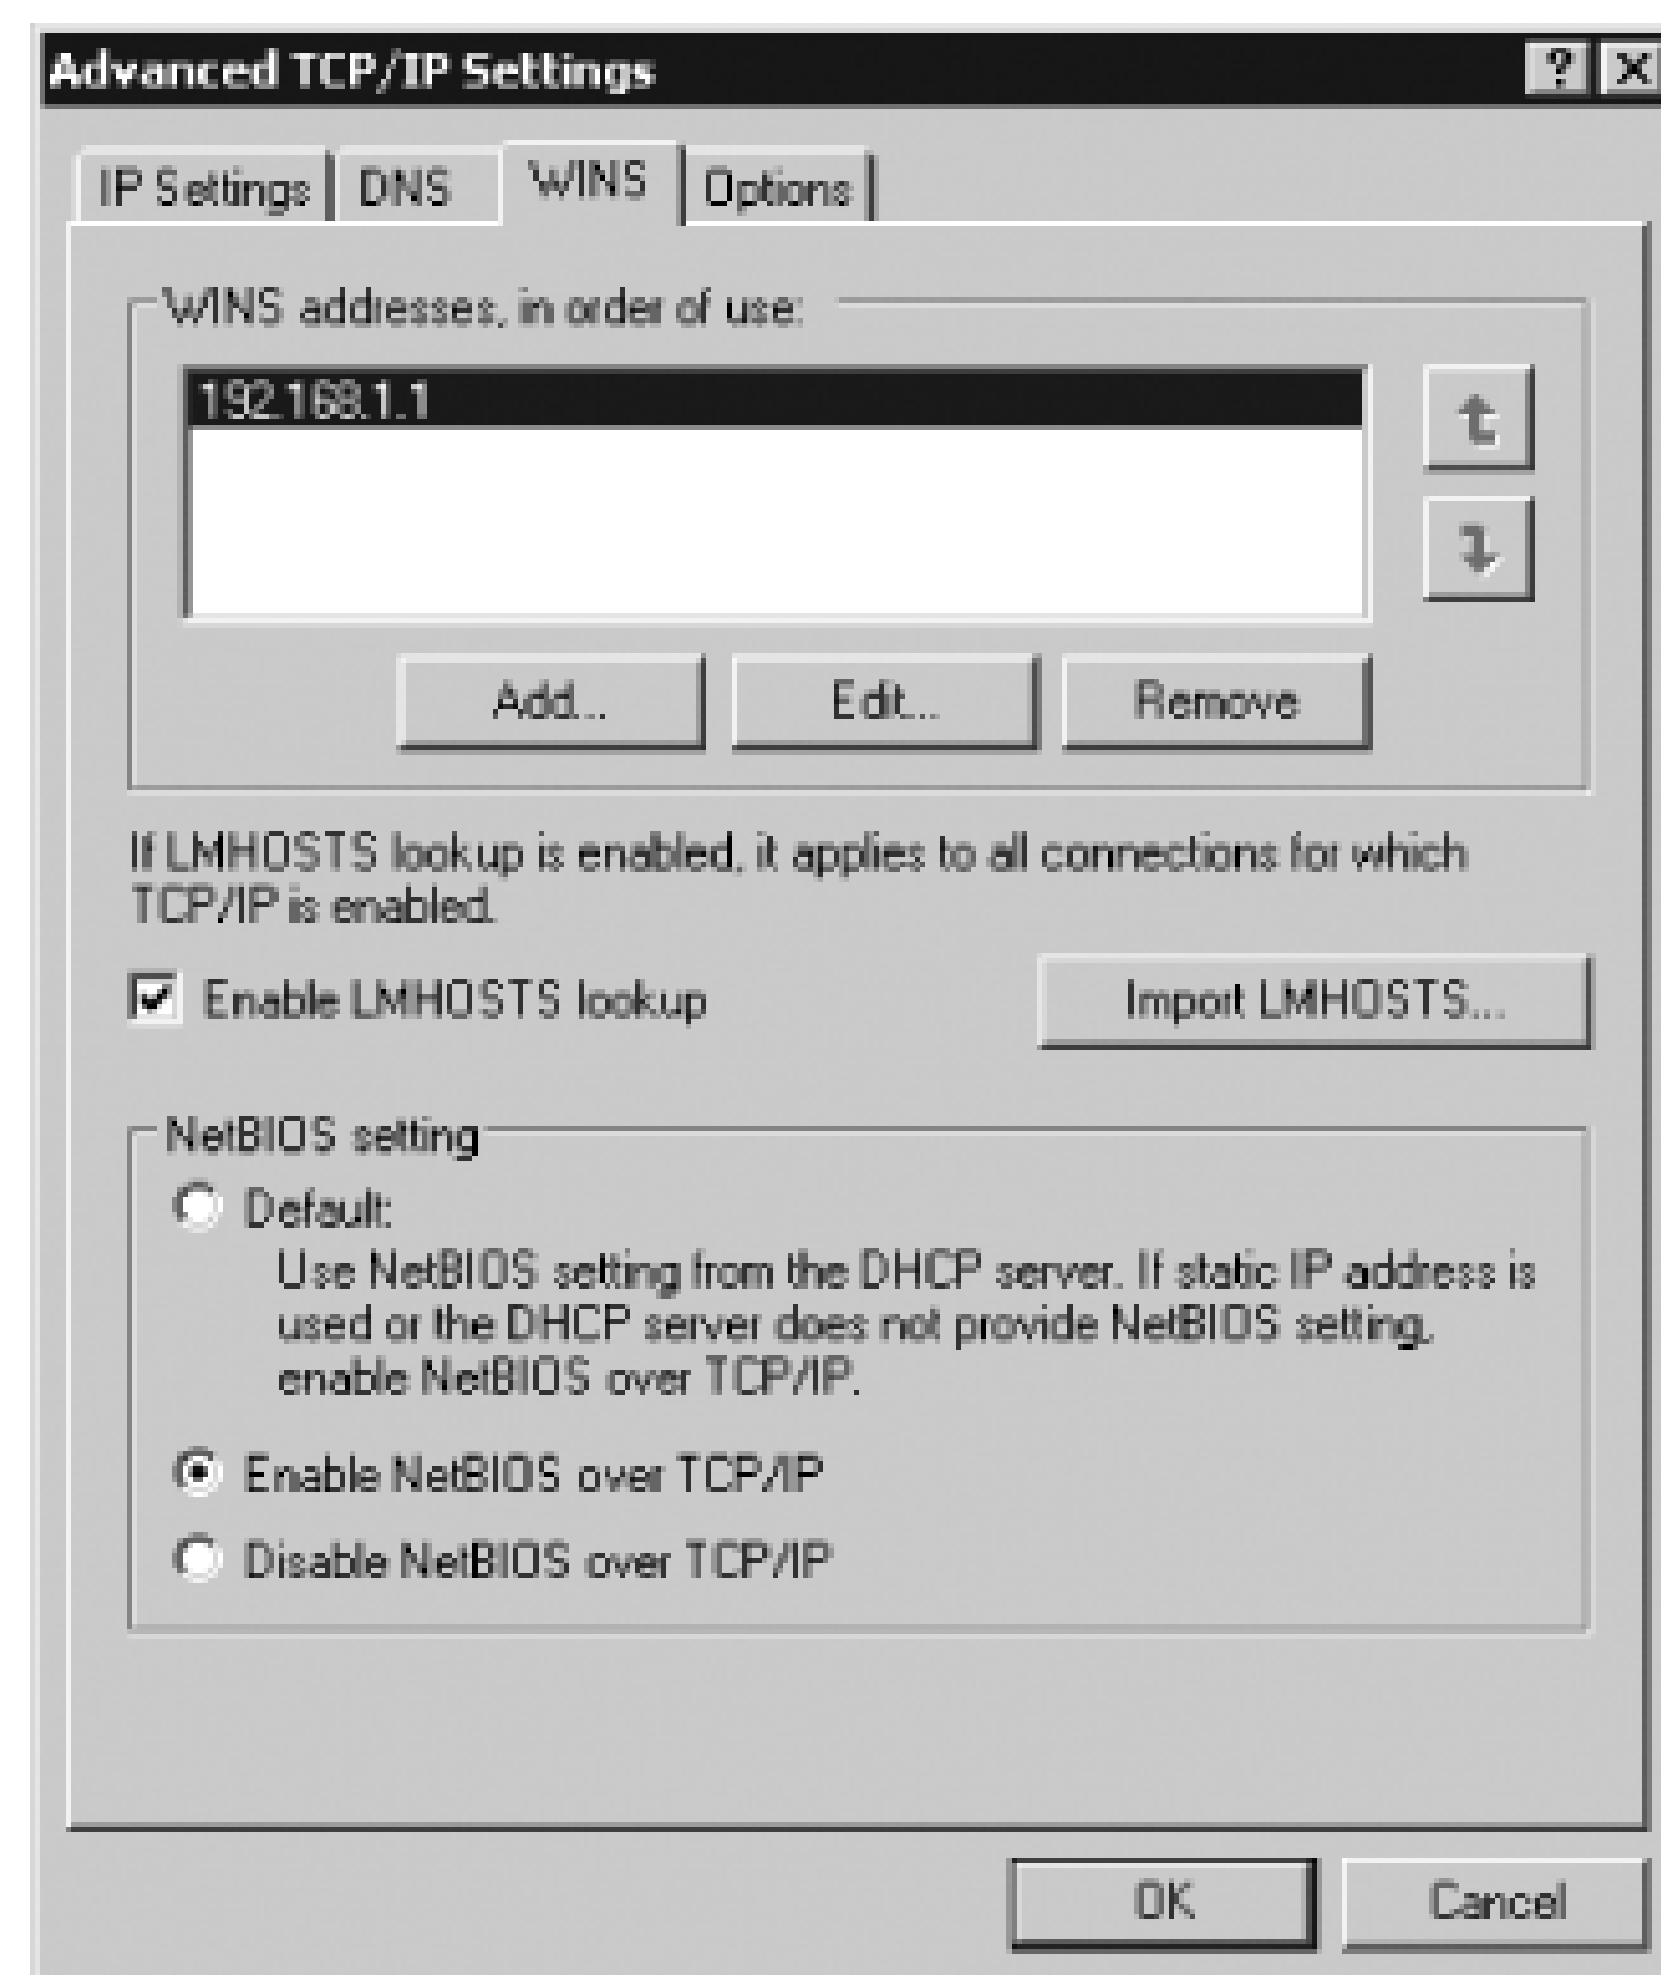 Advanced TCP/IP Settings
? X
IP Settings DNS WINS Options
WINS addresses, in order of use:
192.168.1.1
Add... Edit... Remove
If LMHOSTS lookup is enabled, it applies to all connections for which
TCP/IP is enabled.
Enable LMHOSTS lookup
Import LMHOSTS...
NetBIOS setting
Default:
Use NetBIOS setting from the DHCP server. If static IP address is
used or the DHCP server does not provide NetBIOS setting,
enable NetBIOS over TCP/IP.
Enable NetBIOS over TCP/IP
Disable NetBIOS over TCP/IP
OK Cancel